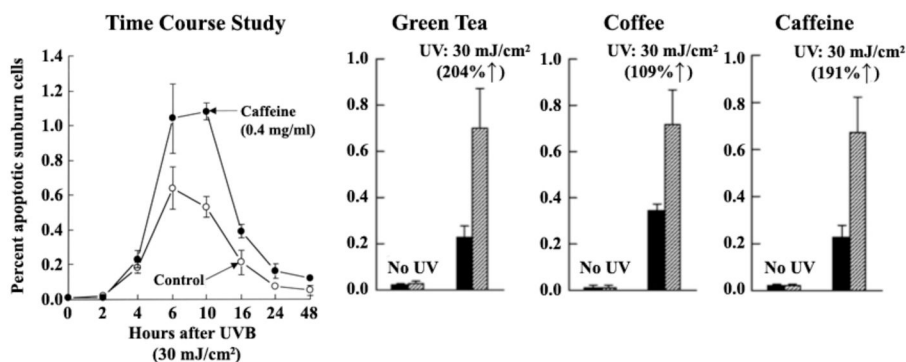 Time Course Study
Percent apoptotic sunburn cells
1.4
1.2
1.0
0.8
0.6
0.4
0.2
0.0
Caffeine
(0.4 mg/ml)
Control
0 2 4 6 10 16 24 48
Hours after UVB
(30 mJ/cm²)
Green Tea
UV: 30 mJ/cm²
(204%↑)
1.0
0.8
0.6
0.4
0.2
0.0
No UV
Coffee
UV: 30 mJ/cm²
(109%↑)
1.0
0.8
0.6
0.4
0.2
0.0
No UV
Caffeine
UV: 30 mJ/cm²
(191%↑)
1.0
0.8
0.6
0.4
0.2
0.0
No UV